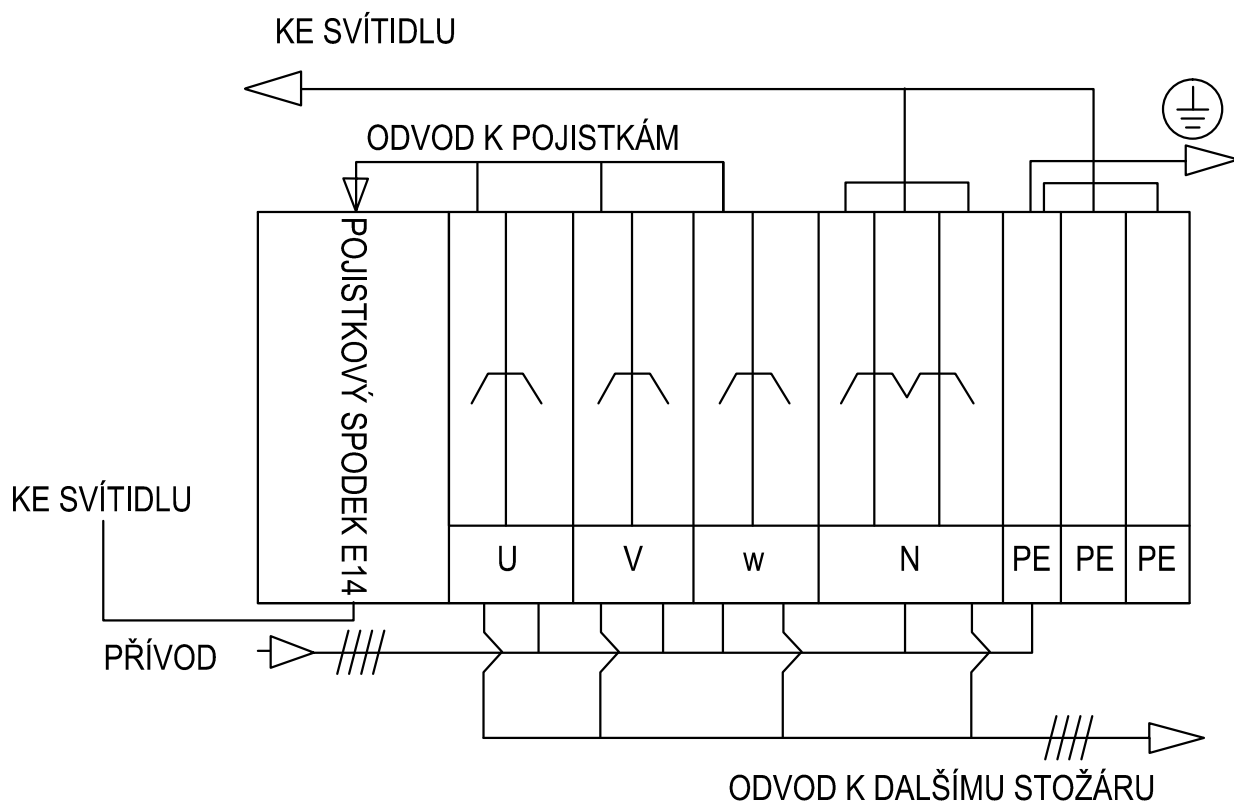 KE SVÍTIDLU
ODVOD K POJISTKÁM
POJISTKOVÝ SPODEK E14
KE SVÍTIDLU
U V w N PE PE PE
PŘÍVOD
ODVOD K DALŠÍMU STOŽÁRU